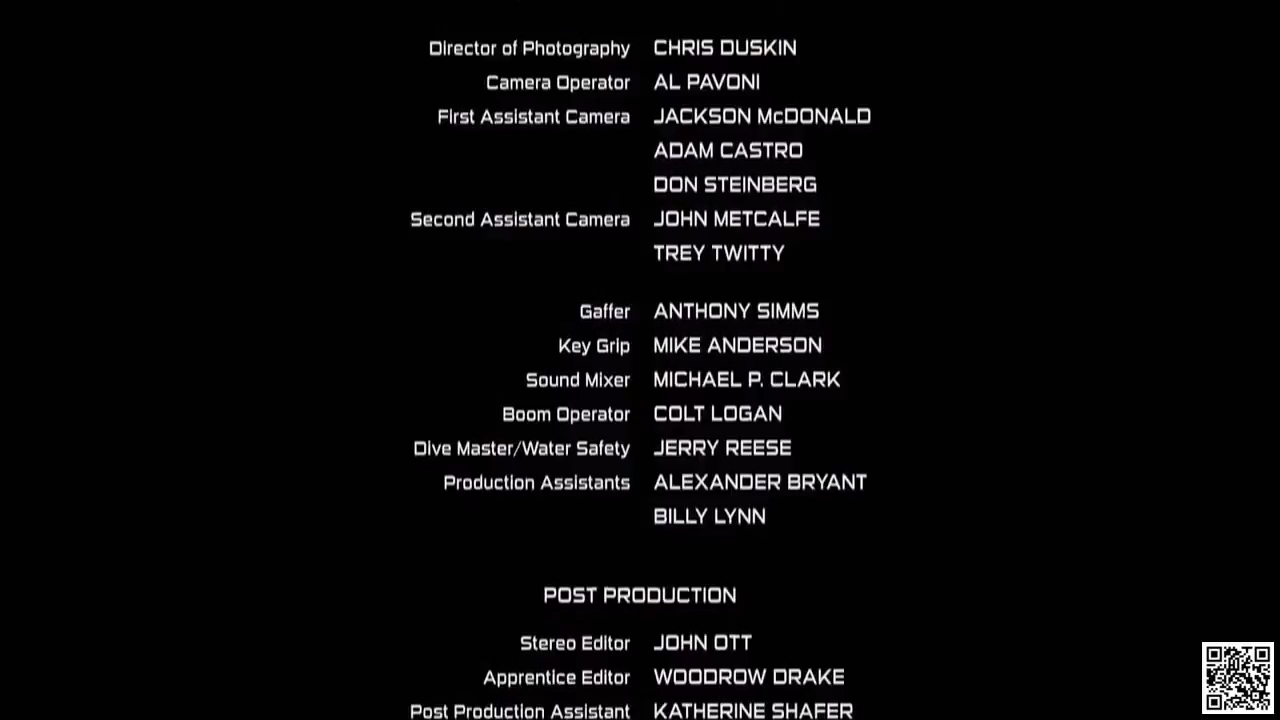 Director of Photography CHRIS DUSKIN
Camera Operator AL PAVONI
First Assistant Camera JACKSON McDONALD
ADAM CASTRO
DON STEINBERG
Second Assistant Camera JOHN METCALFE
TREY TWITTY
Gaffer ANTHONY SIMMS
Key Grip MIKE ANDERSON
Sound Mixer MICHAEL P. CLARK
Boom Operator COLT LOGAN
Dive Master/Water Safety JERRY REESE
Production Assistants ALEXANDER BRYANT
BILLY LYNN
POST PRODUCTION
Stereo Editor JOHN OTT
Apprentice Editor WOODROW DRAKE
Post Production Assistant KATHERINE SHAFER